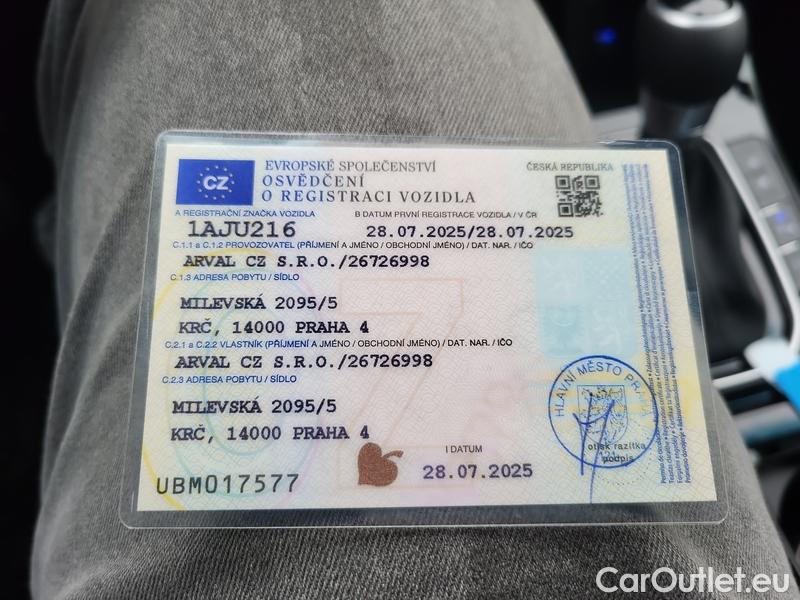 CZ
EVROPSKÉ SPOLEČENSTVÍ
ČESKÁ REPUBLIKA
OSVĚDČENÍ
O REGISTRACI VOZIDLA
A REGISTRAČNÍ ZNAČKA VOZIDLA
B DATUM PRVNÍ REGISTRACE VOZIDLA / V ČR
1AJU216
28.07.2025/28.07.2025
C.1.1 a C.1.2 PROVOZOVATEL (PŘÍJMENÍ A JMÉNO / OBCHODNÍ JMÉNO) / DAT. NAR. / IČO
ARVAL CZ S.R.O./26726998
C.1.3 ADRESA POBYTU / SÍDLO
MILEVSKÁ 2095/5
KRČ, 14000 PRAHA 4
C.2.1 a C.2.2 VLASTNÍK (PŘÍJMENÍ A JMÉNO / OBCHODNÍ JMÉNO) / DAT. NAR. / IČO
ARVAL CZ S.R.O./26726998
C.2.3 ADRESA POBYTU / SÍDLO
MILEVSKÁ 2095/5
KRČ, 14000 PRAHA 4
HLAVNÍ MĚSTO
otisk razítka
podpis
I DATUM
28.07.2025
UBM017577
CarOutlet.eu